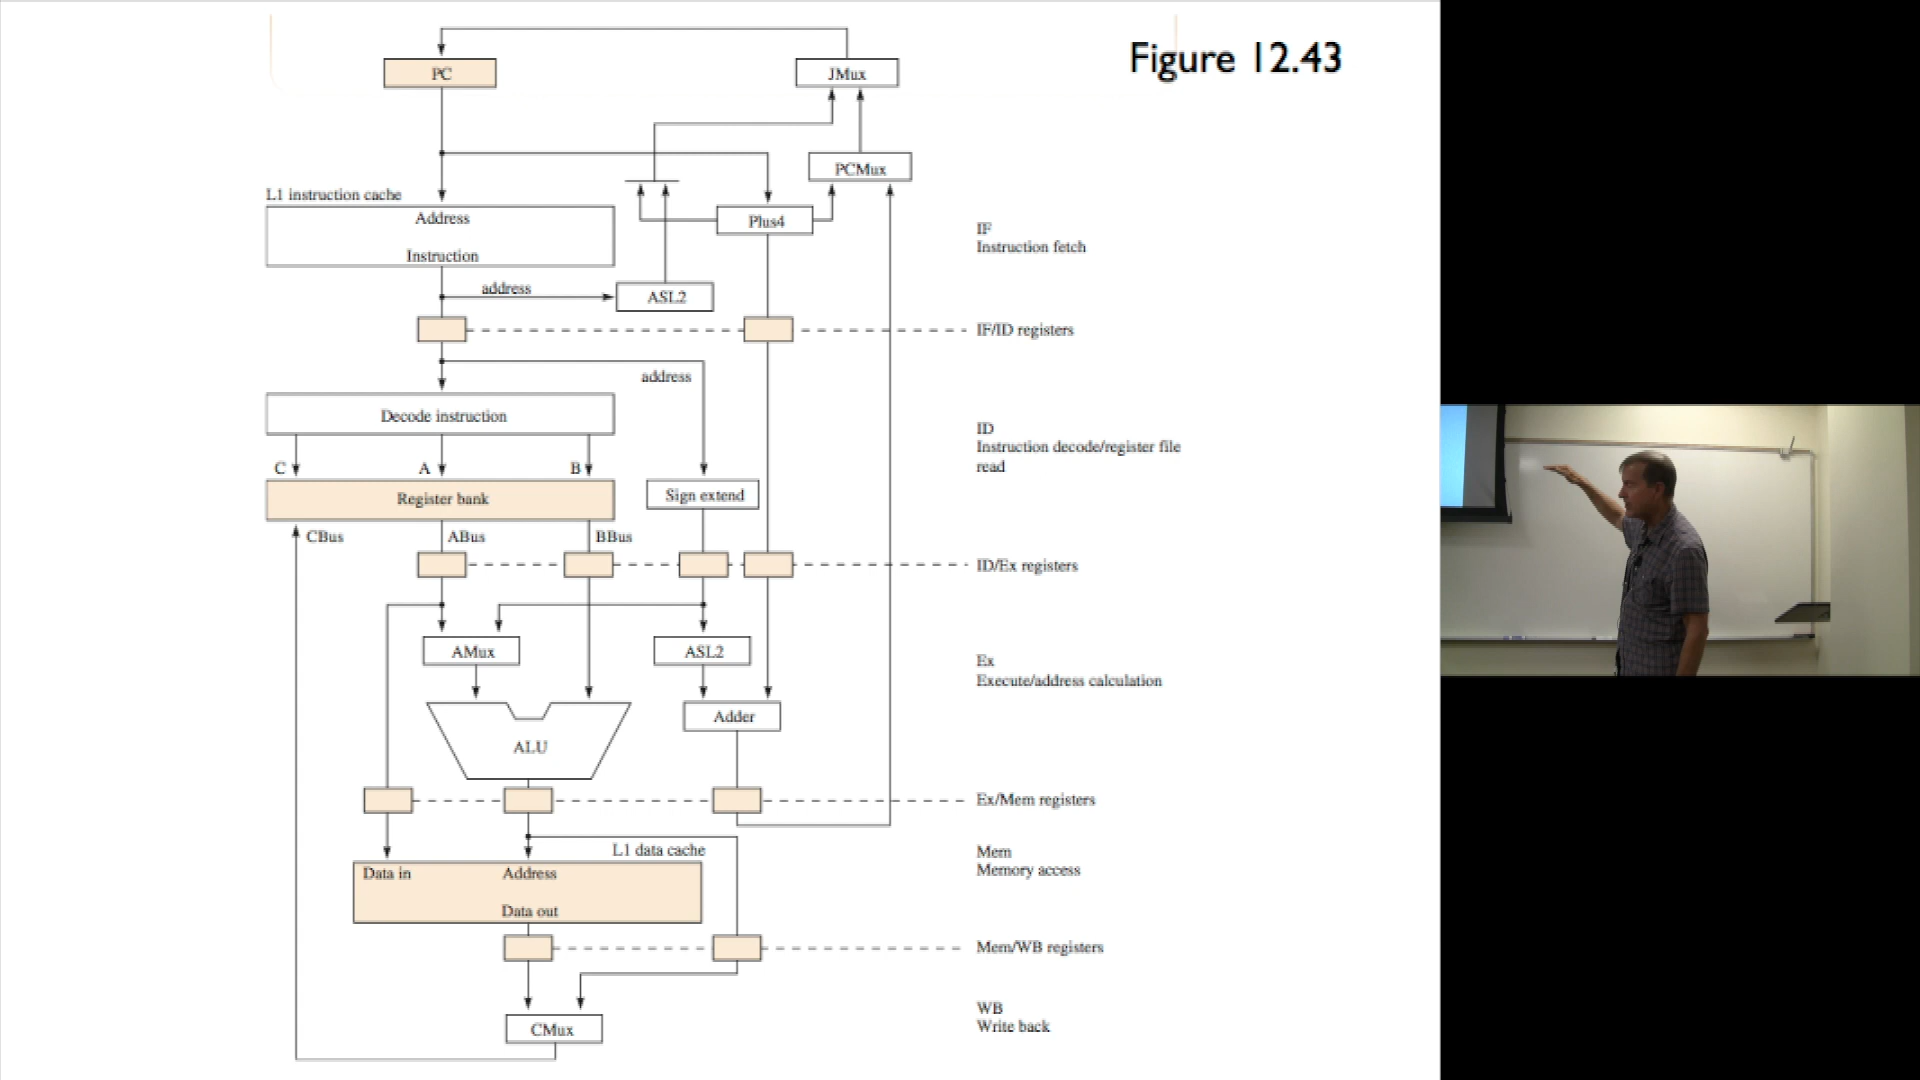 Figure 12.43
PC
JMux
PCMux
L1 instruction cache
Address
Plus4
Instruction
IF
Instruction fetch
address
ASL2
IF/ID registers
address
Decode instruction
ID
Instruction decode/register file
read
C
A
B
Register bank
Sign extend
CBus
ABus
BBus
ID/Ex registers
AMux
ASL2
Ex
Execute/address calculation
Adder
ALU
Ex/Mem registers
L1 data cache
Mem
Memory access
Data in
Address
Data out
Mem/WB registers
WB
Write back
CMux